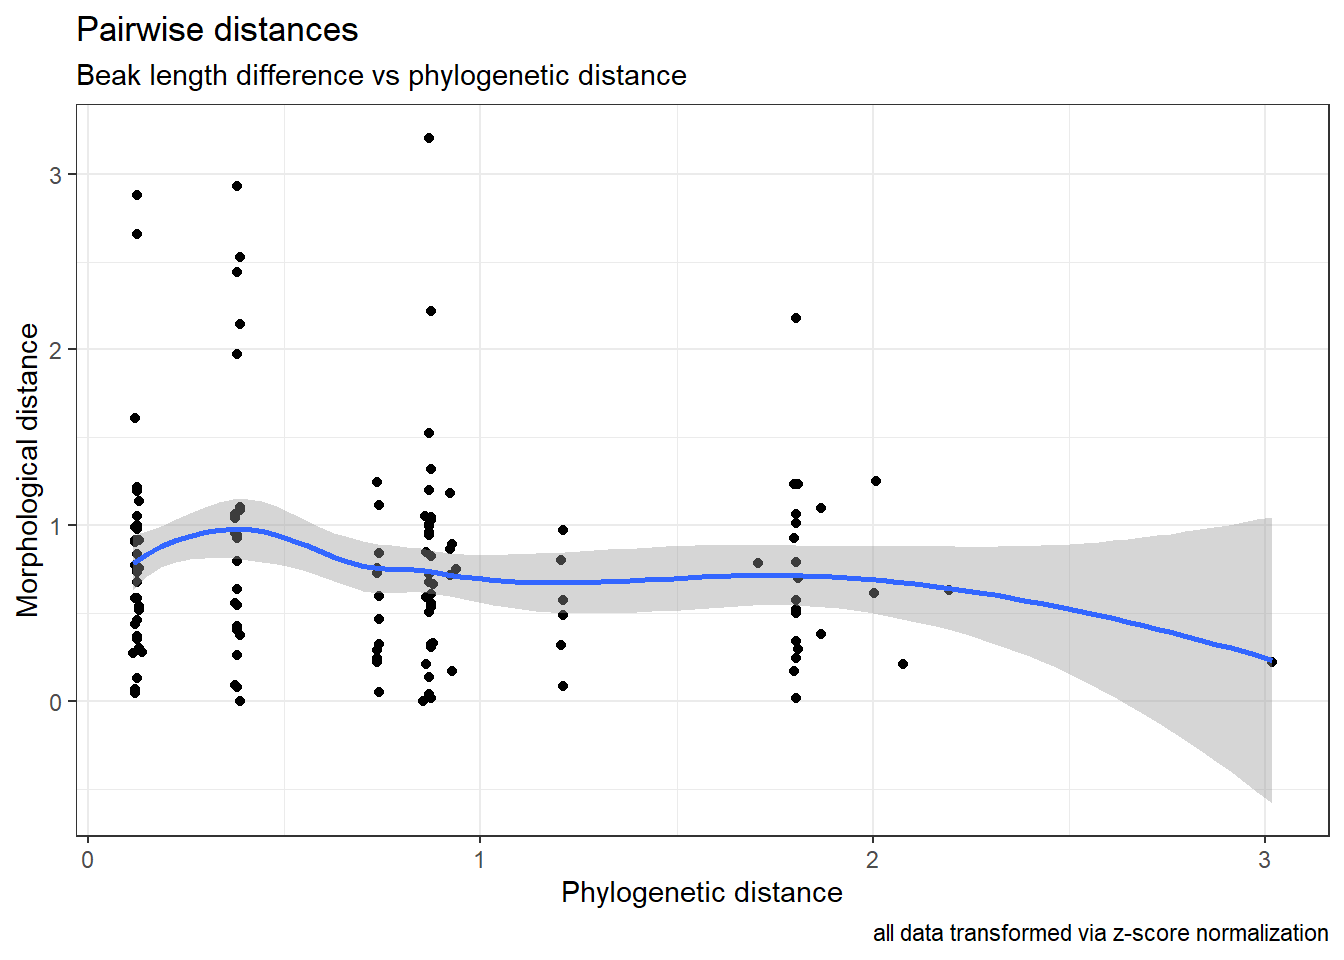 Pairwise distances
Beak length difference vs phylogenetic distance
Morphological distance
3
2
1
0
0 1 2 3
Phylogenetic distance
all data transformed via z-score normalization